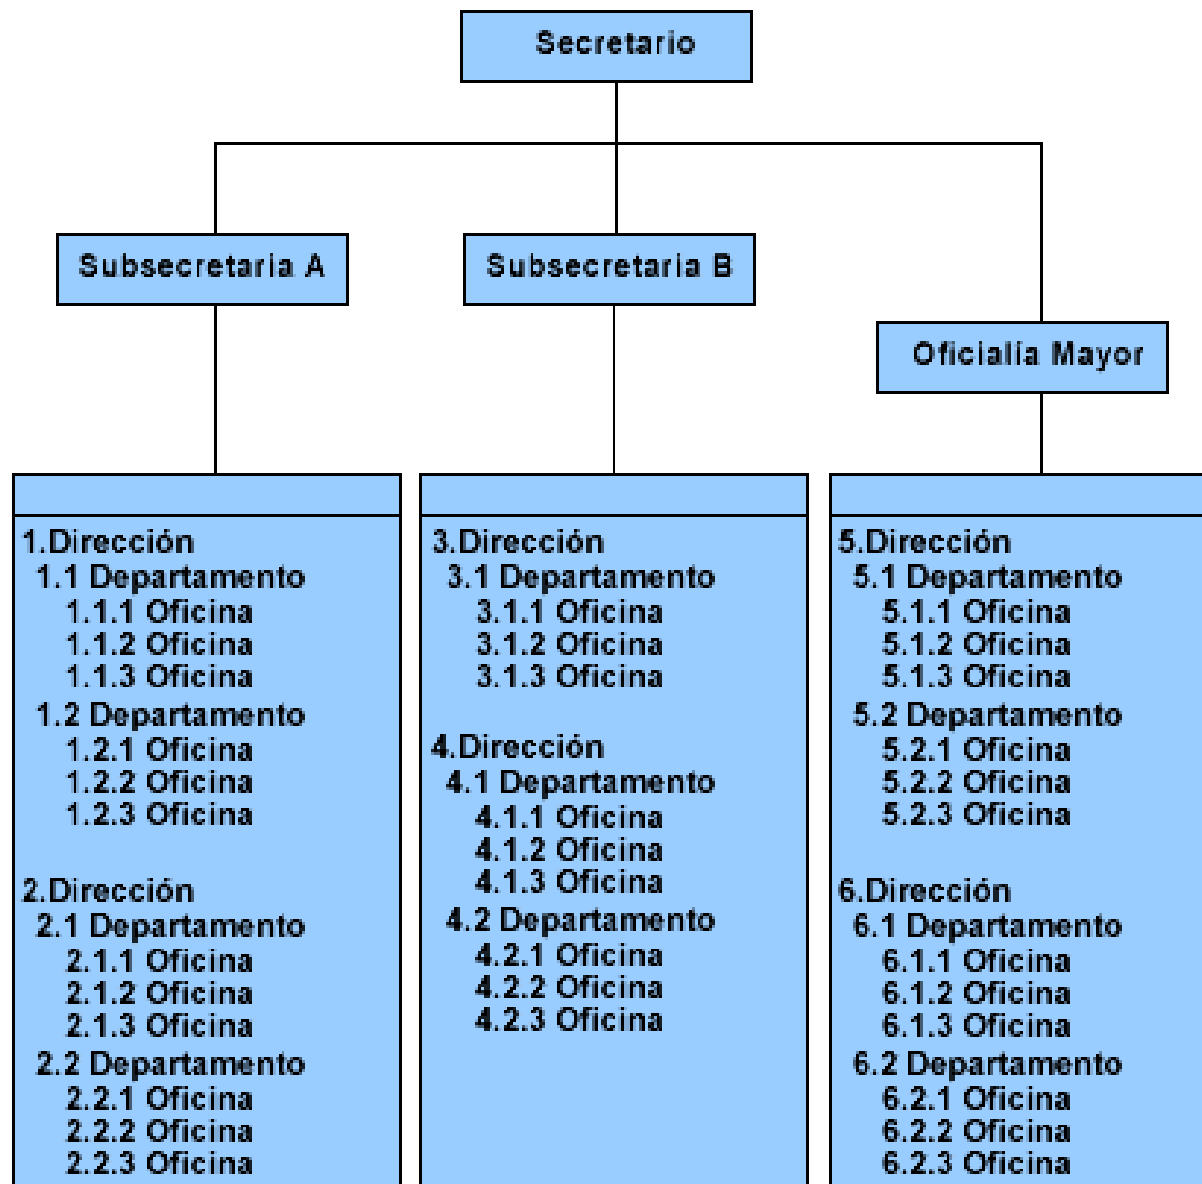 Secretario
Subsecretaria A
Subsecretaria B
Oficialía Mayor
1.Dirección
1.1 Departamento
1.1.1 Oficina
1.1.2 Oficina
1.1.3 Oficina
1.2 Departamento
1.2.1 Oficina
1.2.2 Oficina
1.2.3 Oficina
2.Dirección
2.1 Departamento
2.1.1 Oficina
2.1.2 Oficina
2.1.3 Oficina
2.2 Departamento
2.2.1 Oficina
2.2.2 Oficina
2.2.3 Oficina
3.Dirección
3.1 Departamento
3.1.1 Oficina
3.1.2 Oficina
3.1.3 Oficina
4.Dirección
4.1 Departamento
4.1.1 Oficina
4.1.2 Oficina
4.1.3 Oficina
4.2 Departamento
4.2.1 Oficina
4.2.2 Oficina
4.2.3 Oficina
5.Dirección
5.1 Departamento
5.1.1 Oficina
5.1.2 Oficina
5.1.3 Oficina
5.2 Departamento
5.2.1 Oficina
5.2.2 Oficina
5.2.3 Oficina
6.Dirección
6.1 Departamento
6.1.1 Oficina
6.1.2 Oficina
6.1.3 Oficina
6.2 Departamento
6.2.1 Oficina
6.2.2 Oficina
6.2.3 Oficina